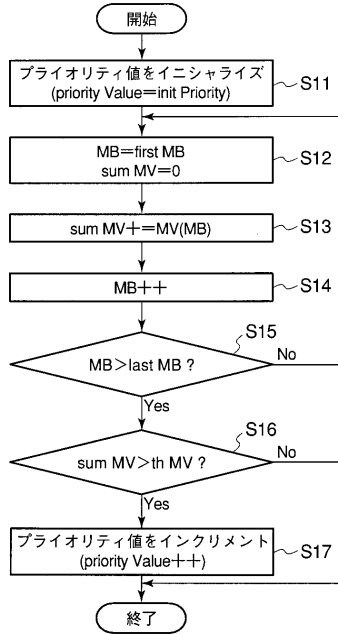 開始
プライオリティ値をイニシャライズ
(priority Value=init Priority)
S11
MB=first MB
sum MV=0
S12
sum MV+=MV(MB)
S13
MB++
S14
S15
MB>last MB ?
No
Yes
S16
sum MV>th MV ?
No
Yes
プライオリティ値をインクリメント
(priority Value++)
S17
終了